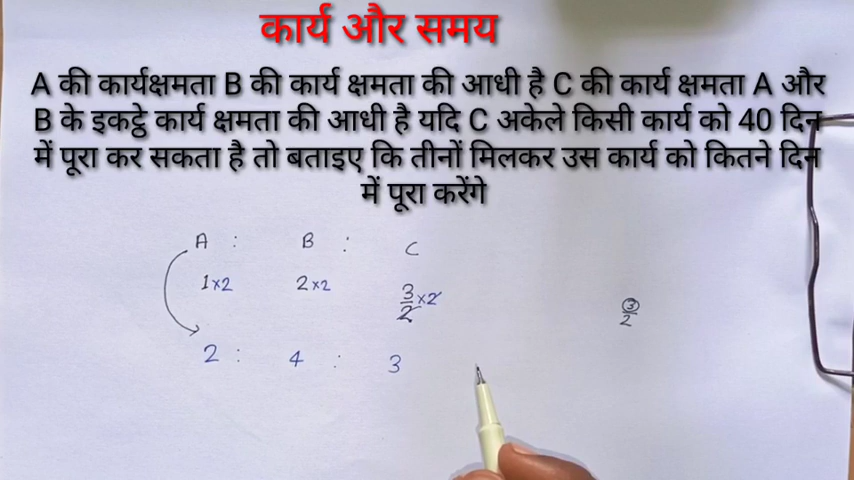 कार्य और समय
A की कार्यक्षमता B की कार्य क्षमता की आधी है C की कार्य क्षमता A और
B के इकट्ठे कार्य क्षमता की आधी है यदि C अकेले किसी कार्य को 40 दिन
में पूरा कर सकता है तो बताइए कि तीनों मिलकर उस कार्य को कितने दिन
में पूरा करेंगे
A : B : C
1×2 2×2 3/2×2
3/2
2 : 4 : 3